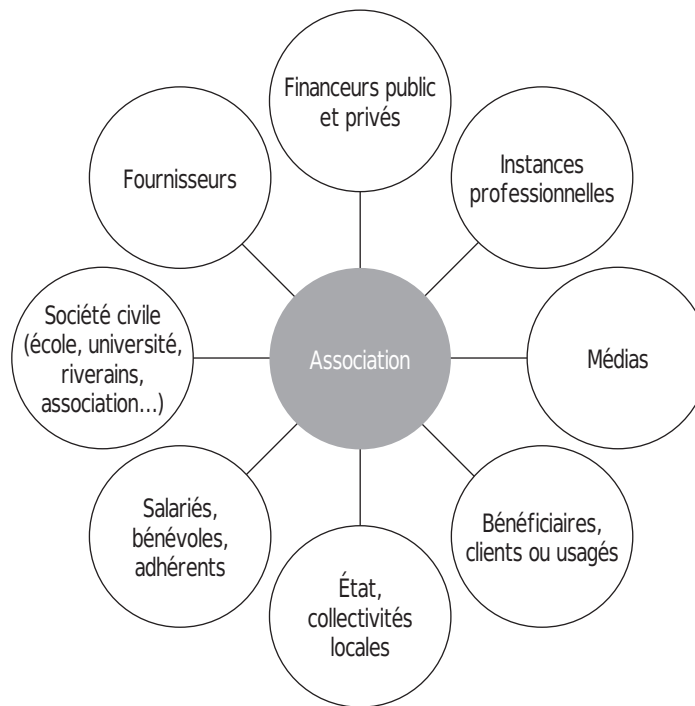 Financeurs public
et privés
Instances
professionnelles
Médias
Bénéficiaires,
clients ou usagés
État,
collectivités
locales
Salariés,
bénévoles,
adhérents
Société civile
(école, université,
riverains,
association…)
Fournisseurs
Association